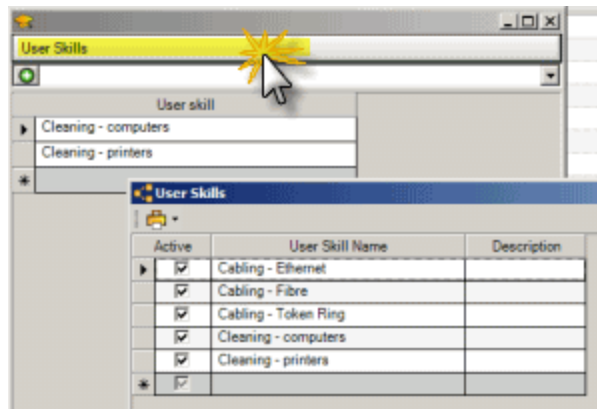 User Skills
User skill
Cleaning - computers
Cleaning - printers
User Skills
Active User Skill Name Description
Cabling - Ethernet
Cabling - Fibre
Cabling - Token Ring
Cleaning - computers
Cleaning - printers